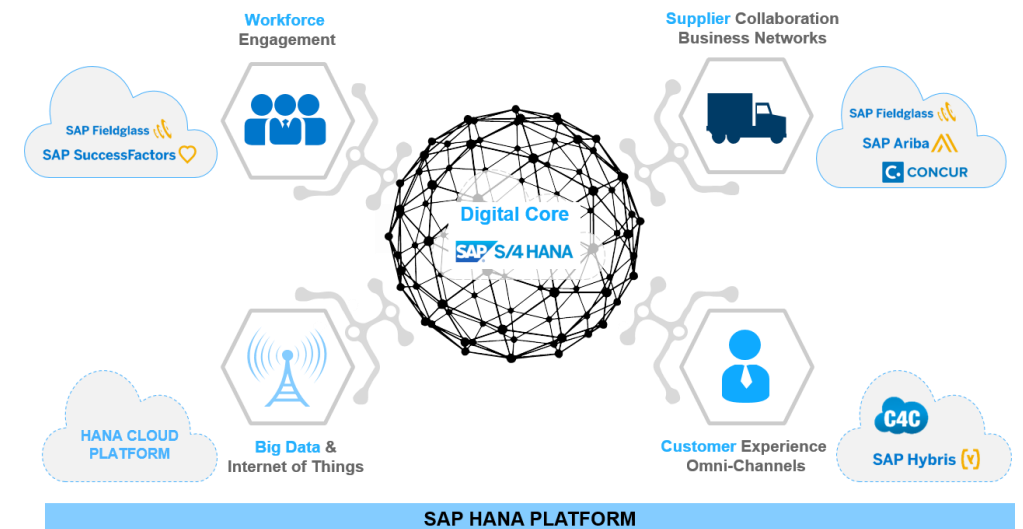 Workforce
Engagement
Supplier Collaboration
Business Networks
SAP Fieldglass
SAP SuccessFactors
SAP Fieldglass
SAP Ariba
C. CONCUR
Digital Core
SAP S/4 HANA
HANA CLOUD
PLATFORM
Big Data &
Internet of Things
Customer Experience
Omni-Channels
C4C
SAP Hybris
SAP HANA PLATFORM